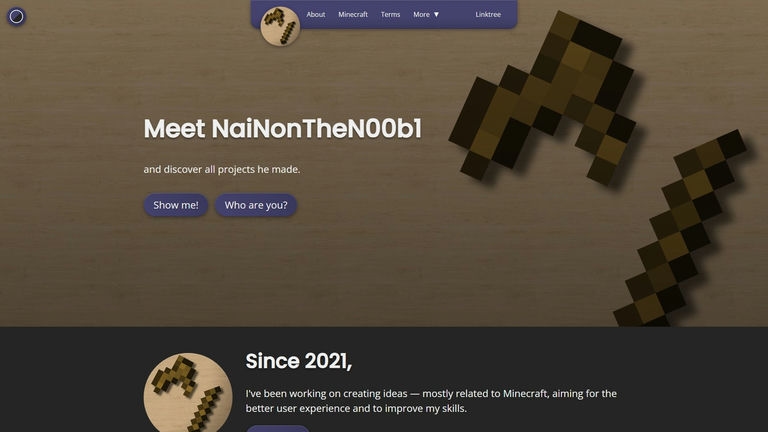 About Minecraft Terms More ▼ Linktree
Meet NaiNonTheN00b1
and discover all projects he made.
Show me! Who are you?
Since 2021,
I've been working on creating ideas — mostly related to Minecraft, aiming for the
better user experience and to improve my skills.